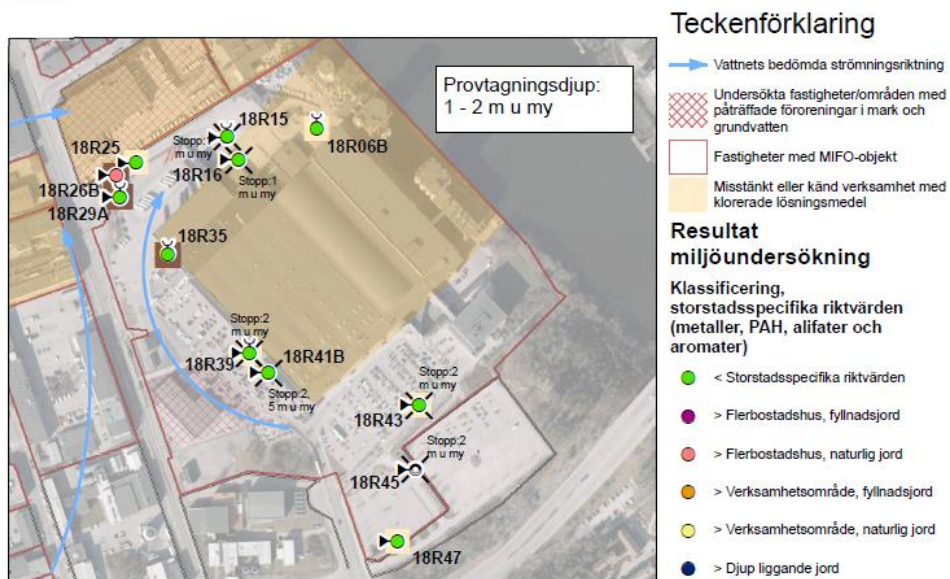 Teckenförklaring
Vattnets bedömda strömningsriktning
Undersökta fastigheter/områden med
påträffade föroreningar i mark och
grundvatten
Fastigheter med MIFO-objekt
Misstänkt eller känd verksamhet med
klorerade lösningsmedel
Resultat
miljöundersökning
Klassificering,
storstadsspecifika riktvärden
(metaller, PAH, alifater och
aromater)
< Storstadsspecifika riktvärden
> Flerbostadshus, fyllnadsjord
> Flerbostadshus, naturlig jord
> Verksamhetsområde, fyllnadsjord
> Verksamhetsområde, naturlig jord
> Djup liggande jord
Provtagningsdjup:
1 - 2 m u my
18R15
18R06B
Stopp:1
m u my
18R25
18R16
Stopp:1
m u my
18R26B
18R29A
18R35
Stopp:2
m u my
18R39
18R41B
Stopp:2,
5 m u my
Stopp:2
m u my
18R43
Stopp:2
m u my
18R45
18R47